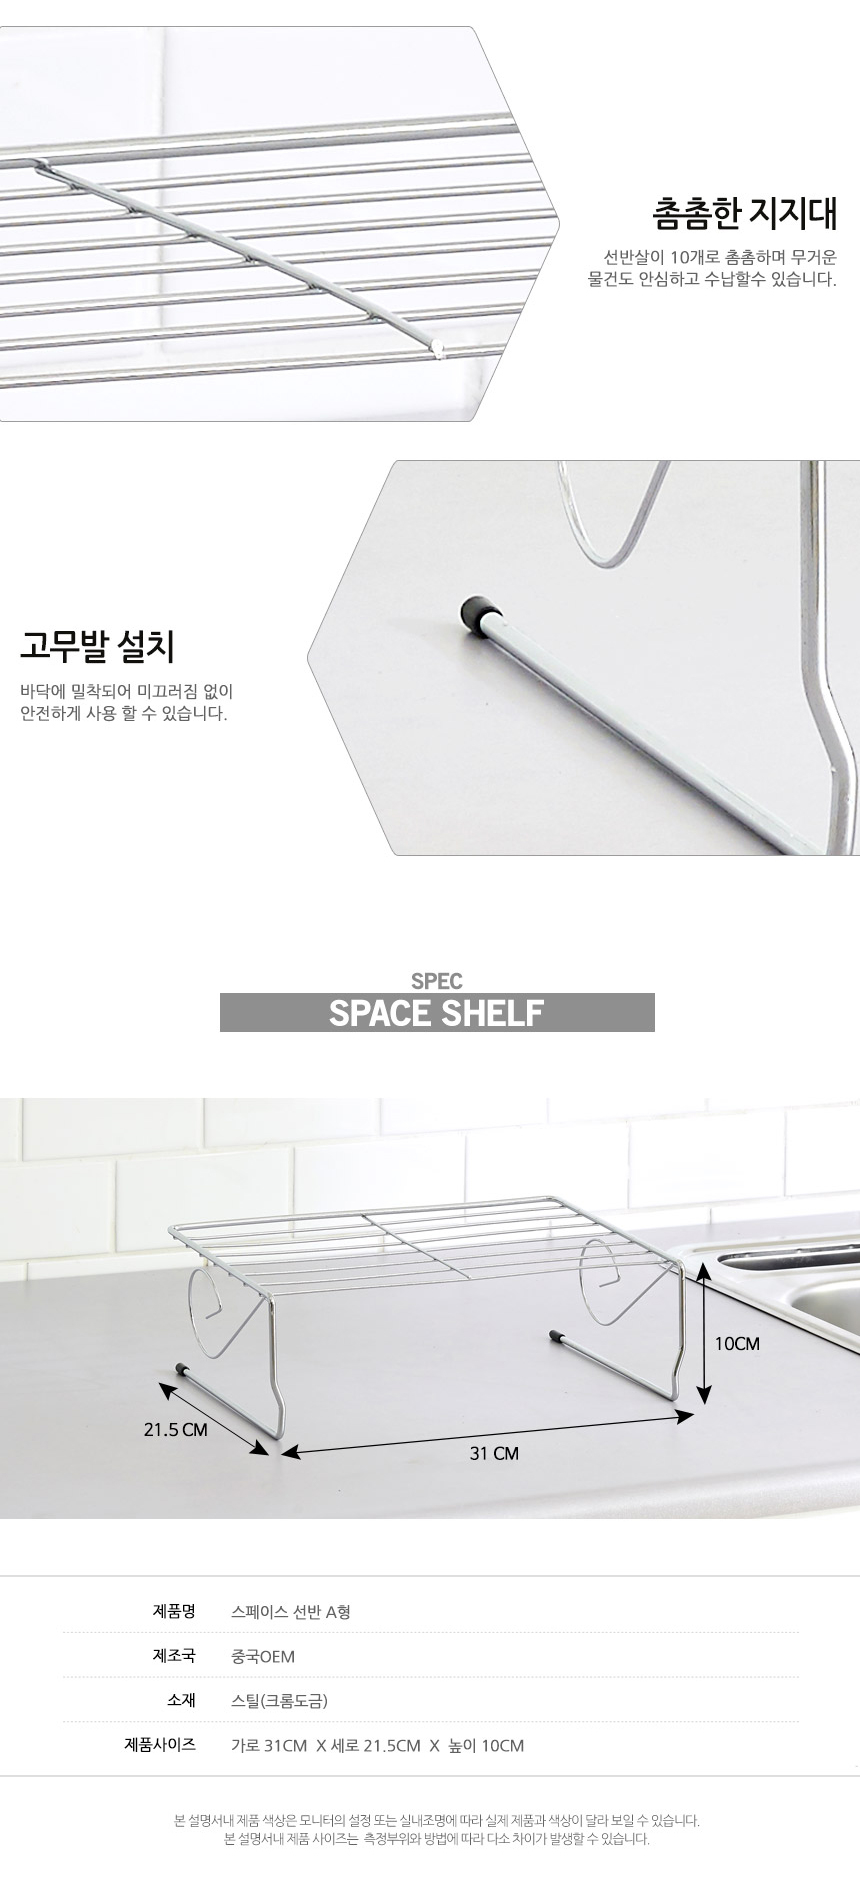 촘촘한 지지대
선반살이 10개로 촘촘하며 무거운
물건도 안심하고 수납할수 있습니다.
고무발 설치
바닥에 밀착되어 미끄러짐 없이
안전하게 사용 할 수 있습니다.
SPEC
SPACE SHELF
10CM
21.5 CM
31 CM
제품명 스페이스 선반 A형
제조국 중국OEM
소재 스틸(크롬도금)
제품사이즈 가로 31CM X 세로 21.5CM X 높이 10CM
본 설명서내 제품 색상은 모니터의 설정 또는 실내조명에 따라 실제 제품과 색상이 달라 보일 수 있습니다.
본 설명서내 제품 사이즈는 측정부위와 방법에 따라 다소 차이가 발생할 수 있습니다.